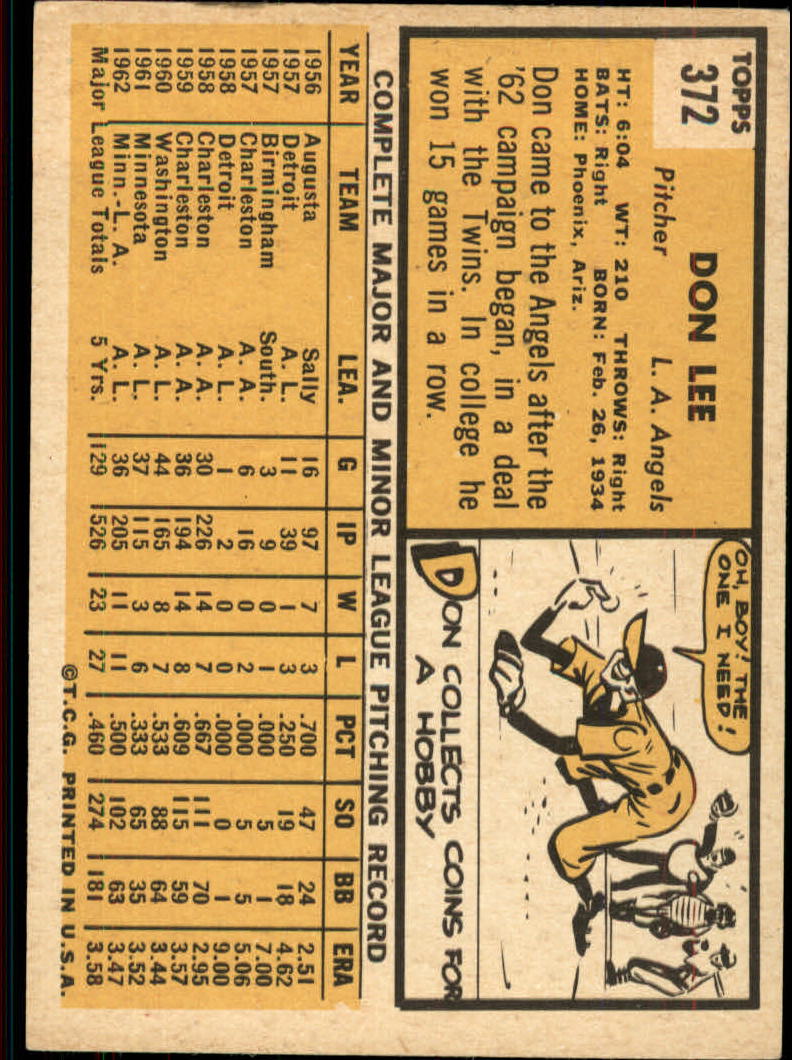 TOPPS
372
DON LEE
Pitcher L. A. Angels
HT: 6:04 WT: 210 THROWS: Right
BATS: Right BORN: Feb. 26, 1934
HOME: Phoenix, Ariz.
Don came to the Angels after the
'62 campaign began, in a deal
with the Twins. In college he
won 15 games in a row.
OH, BOY! THE
ONE I NEED!
DON COLLECTS COINS FOR
A HOBBY
COMPLETE MAJOR AND MINOR LEAGUE PITCHING RECORD
YEAR TEAM LEA. G IP W L PCT SO BB ERA
1956 Augusta Sally 16 97 7 3 .700 47 24 2.51
1957 Detroit A. L. 11 39 1 3 .250 19 18 4.62
1957 Birmingham South. 3 9 0 1 .000 5 1 7.00
1957 Charleston A. A. 6 16 0 2 .000 5 5 5.06
1958 Detroit A. L. 1 2 0 0 .000 0 1 9.00
1958 Charleston A. A. 30 226 14 7 .667 111 70 2.95
1959 Charleston A. A. 36 194 14 8 .609 115 59 3.57
1960 Washington A. L. 44 165 8 7 .533 88 64 3.44
1961 Minnesota A. L. 37 115 3 6 .333 65 35 3.52
1962 Minn.-L. A. A. L. 36 205 11 11 .500 102 63 3.47
Major League Totals 5 Yrs. 129 526 23 27 .460 274 181 3.58
©T.C.G. PRINTED IN U.S.A.